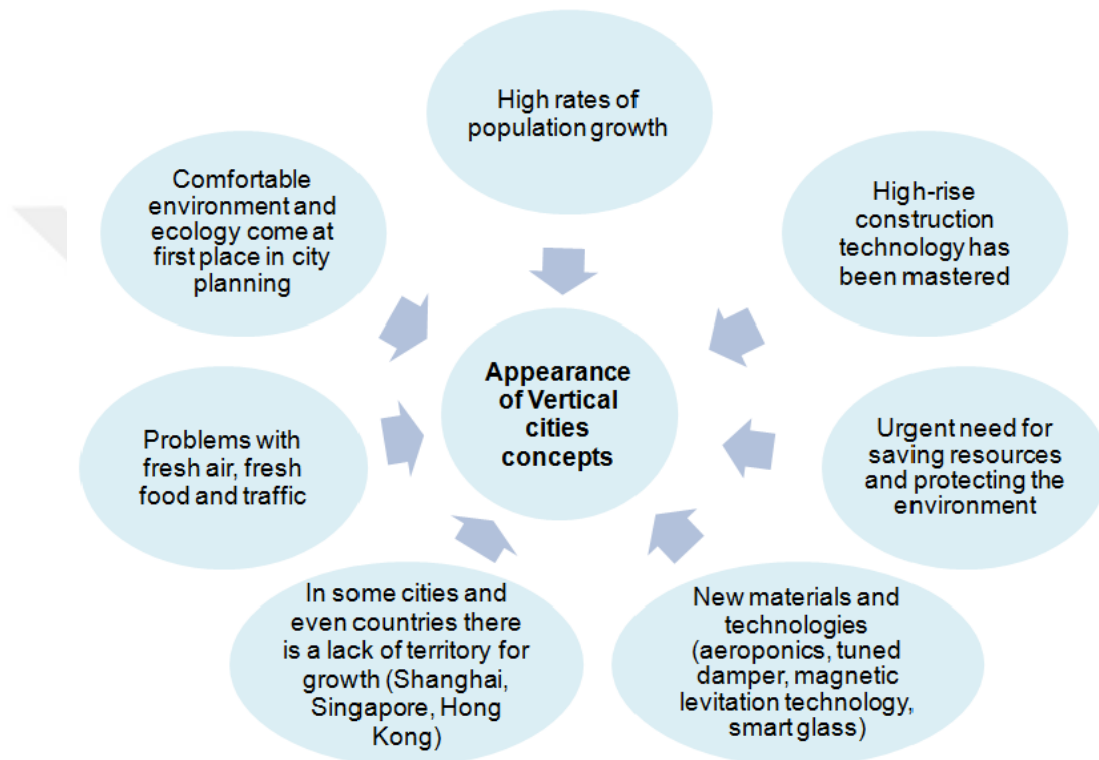 High rates of
population growth
Comfortable
environment and
ecology come at
first place in city
planning
High-rise
construction
technology has
been mastered
Appearance
of Vertical
cities
concepts
Problems with
fresh air, fresh
food and traffic
Urgent need for
saving resources
and protecting the
environment
In some cities and
even countries there
is a lack of territory for
growth (Shanghai,
Singapore, Hong
Kong)
New materials and
technologies
(aeroponics, tuned
damper, magnetic
levitation technology,
smart glass)